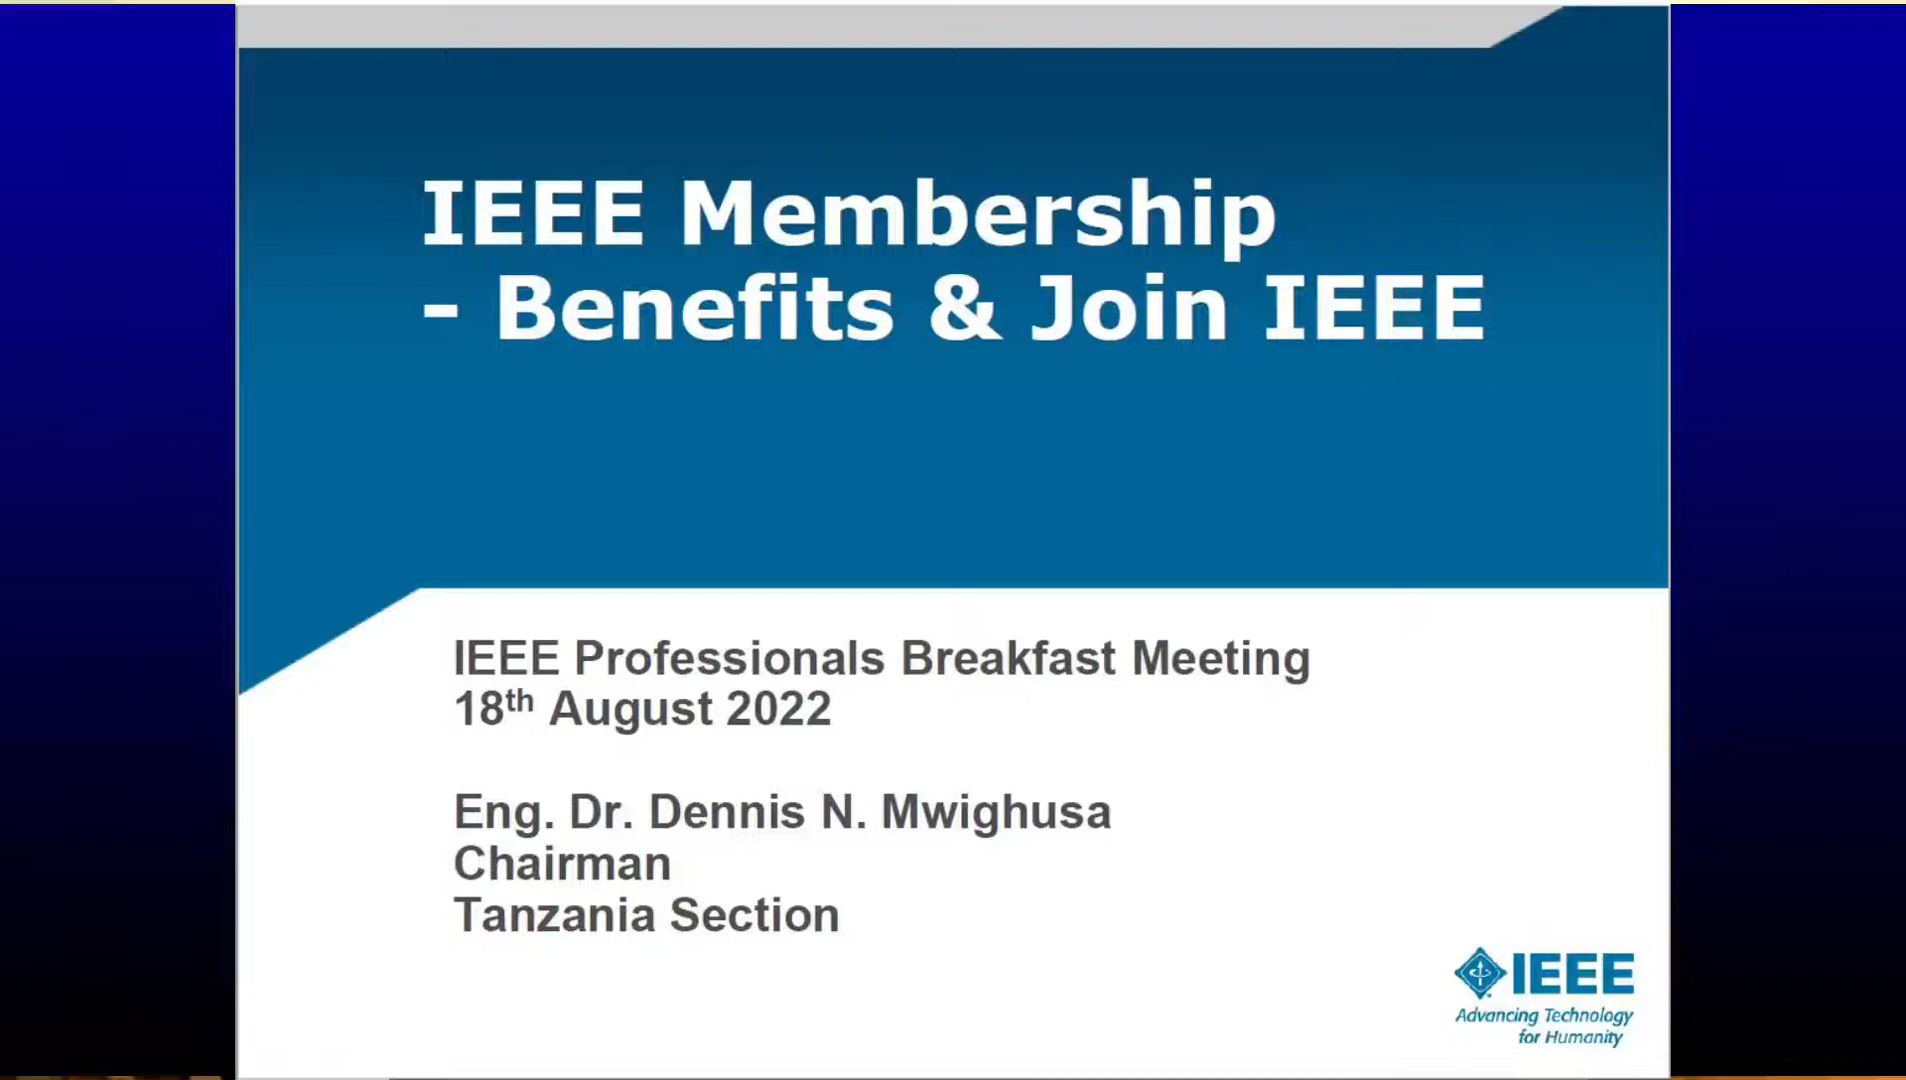 IEEE Membership
- Benefits & Join IEEE
IEEE Professionals Breakfast Meeting
18th August 2022
Eng. Dr. Dennis N. Mwighusa
Chairman
Tanzania Section
IEEE
Advancing Technology
for Humanity